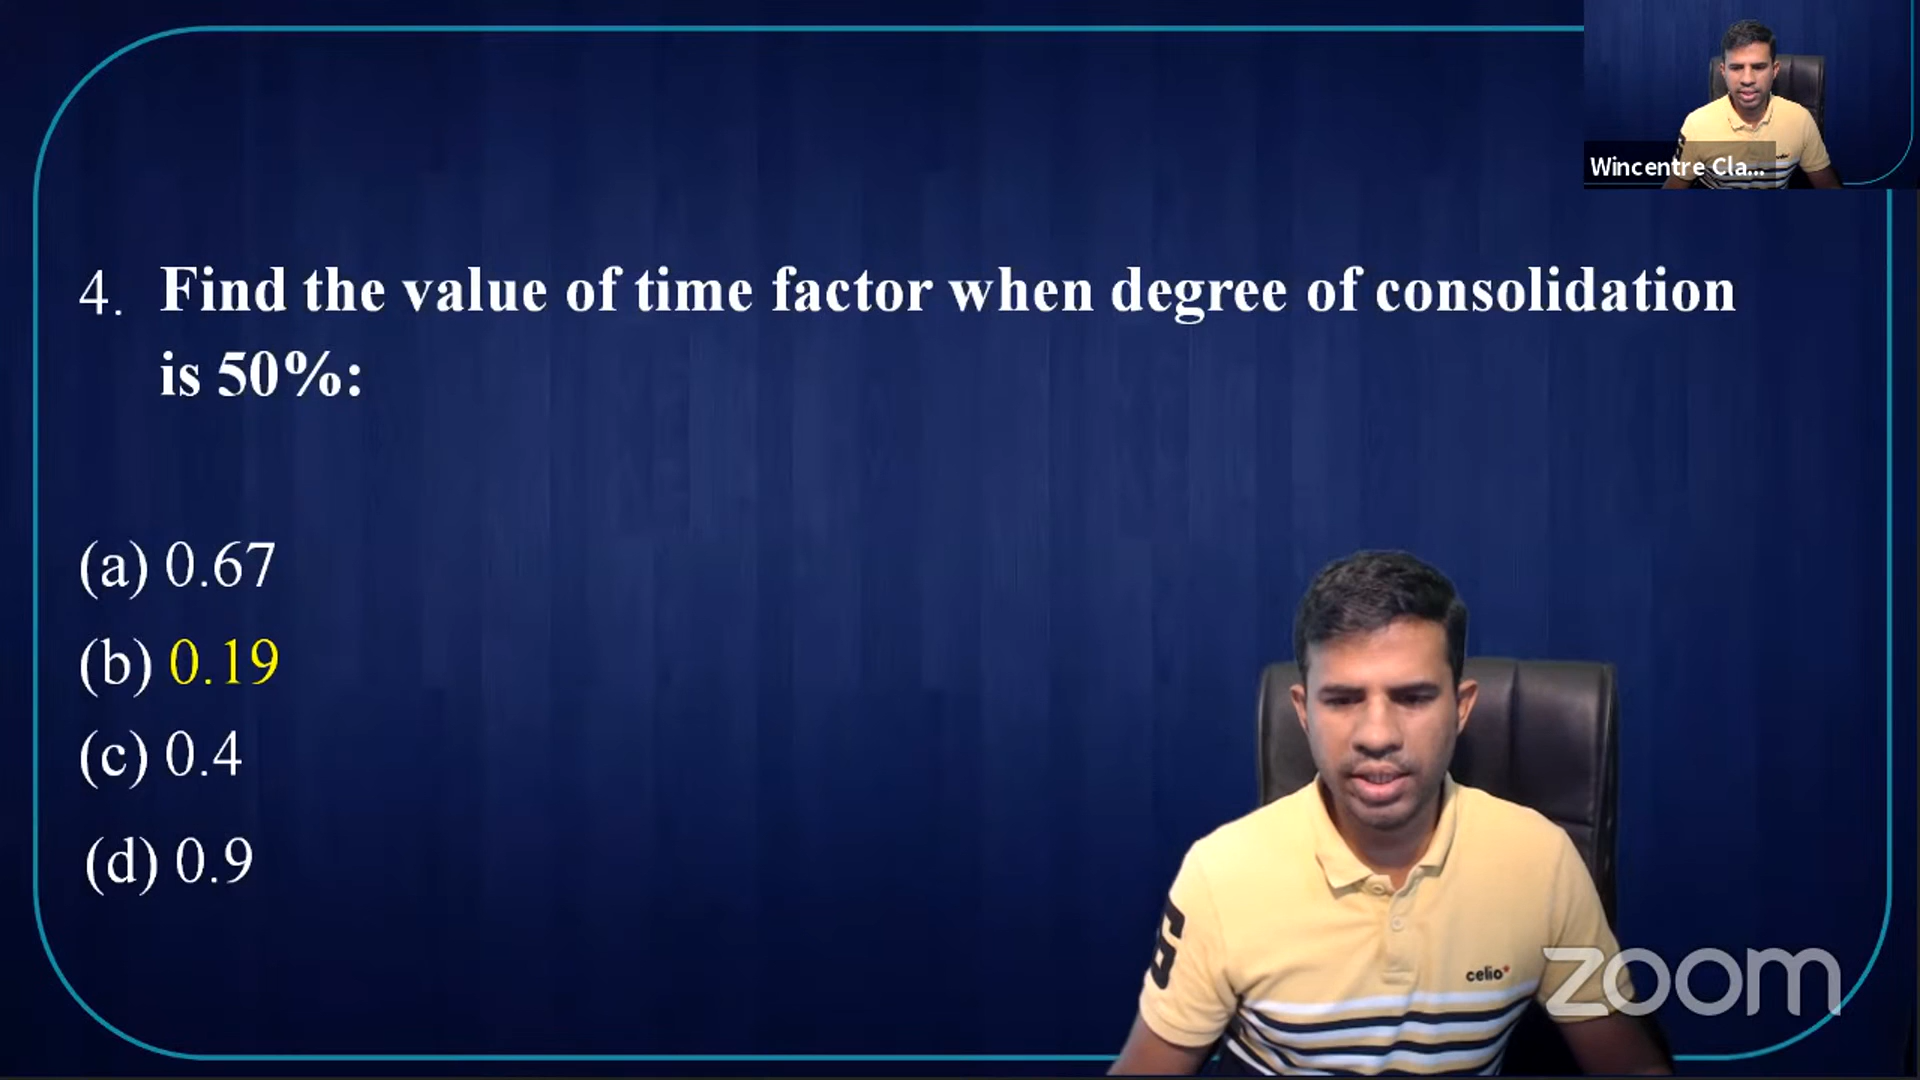 Wincentre Cla...
4. Find the value of time factor when degree of consolidation
is 50%:
(a) 0.67
(b) 0.19
(c) 0.4
(d) 0.9
celio*
zoom